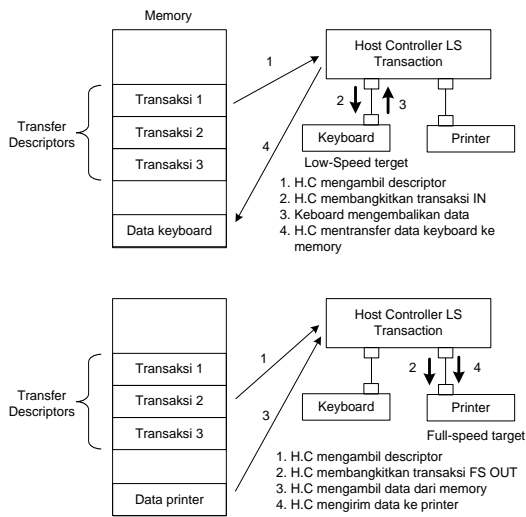 Memory
Host Controller LS
Transaction
1
Transaksi 1
Transfer
Descriptors
Transaksi 2
Transaksi 3
2
3
4
Keyboard
Printer
Low-Speed terget
Data keyboard
1. H.C mengambil descriptor
2. H.C membangkitkan transaksi IN
3. Keboard mengembalikan data
4. H.C mentransfer data keyboard ke
memory
Host Controller LS
Transaction
1
Transaksi 1
Transfer
Descriptors
Transaksi 2
Transaksi 3
2
4
3
Keyboard
Printer
Full-speed target
Data printer
1. H.C mengambil descriptor
2. H.C membangkitkan transaksi FS OUT
3. H.C mengambil data dari memory
4. H.C mengirim data ke printer